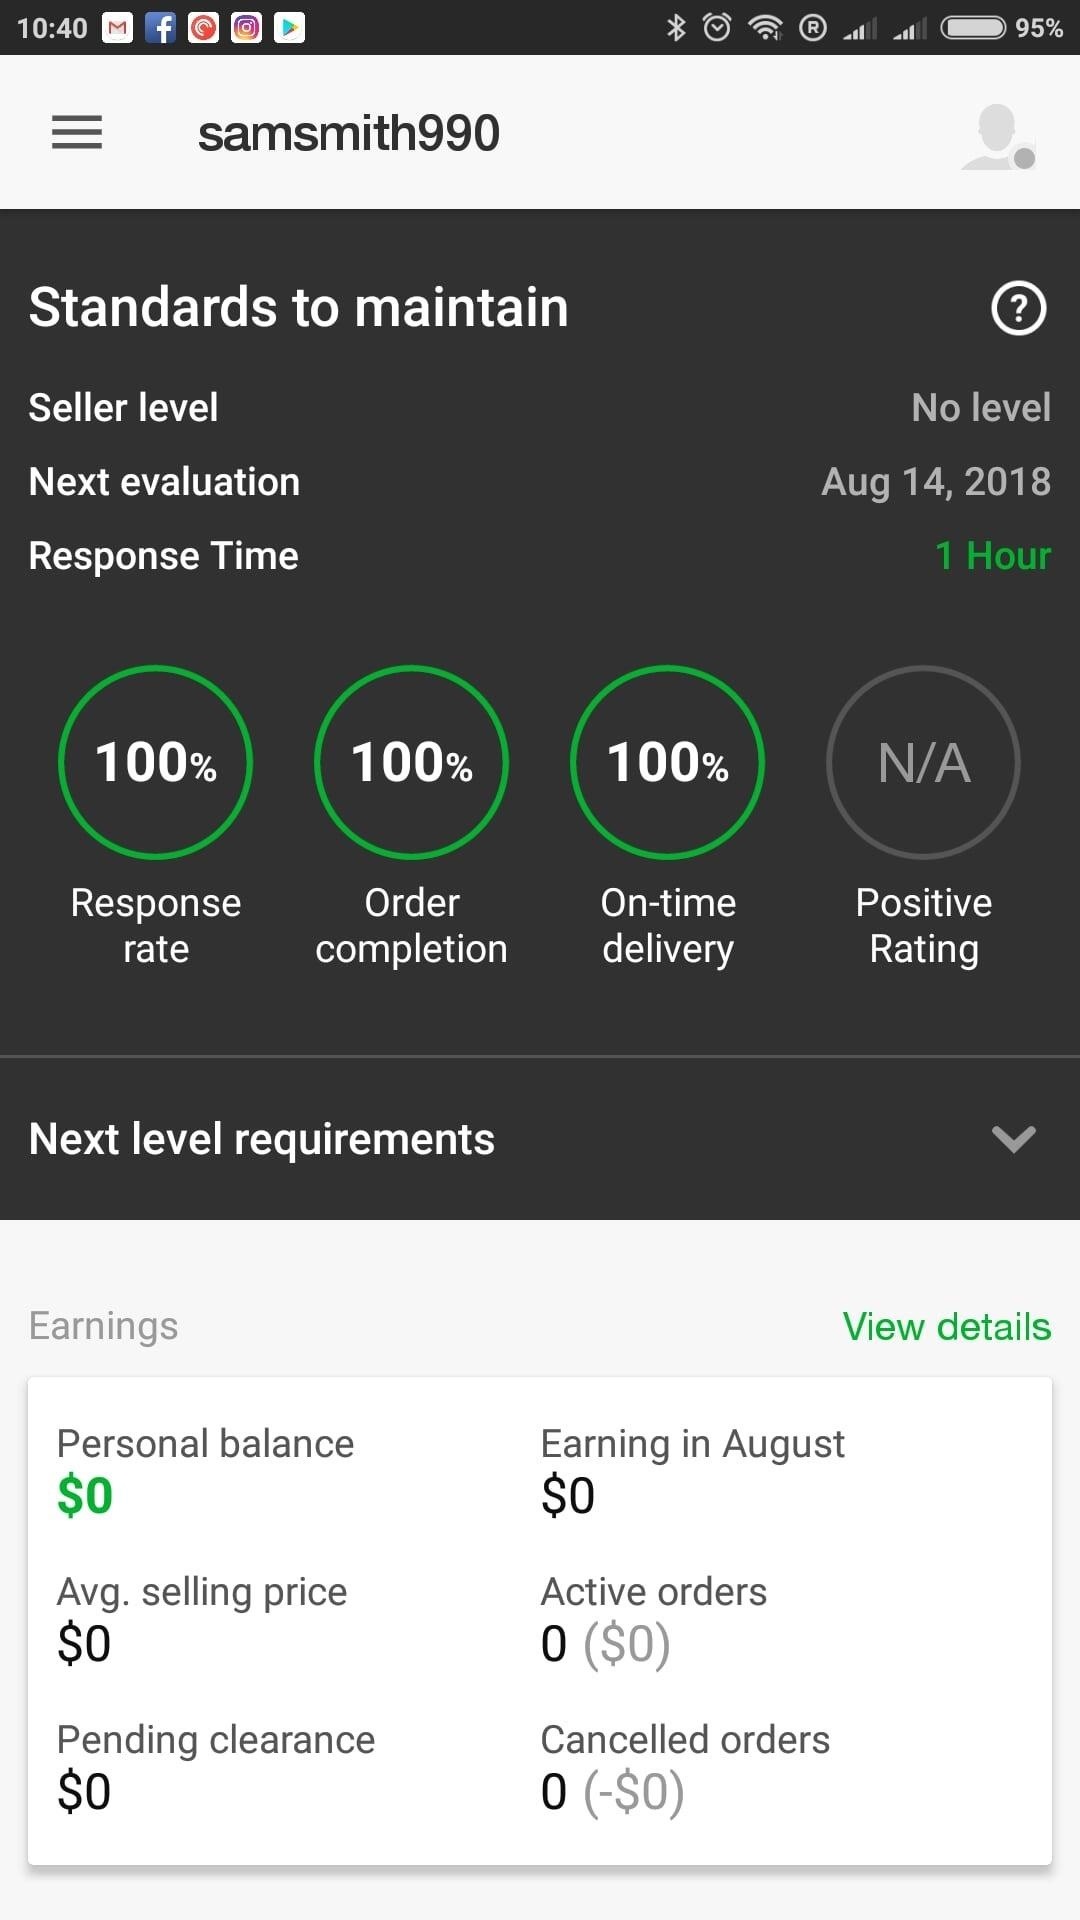 10:40 95%
samsmith990
Standards to maintain ?
Seller level No level
Next evaluation Aug 14, 2018
Response Time 1 Hour
100% 100% 100% N/A
Response rate
Order completion
On-time delivery
Positive Rating
Next level requirements
Earnings View details
Personal balance Earning in August
$0 $0
Avg. selling price Active orders
$0 0 ($0)
Pending clearance Cancelled orders
$0 0 (-$0)